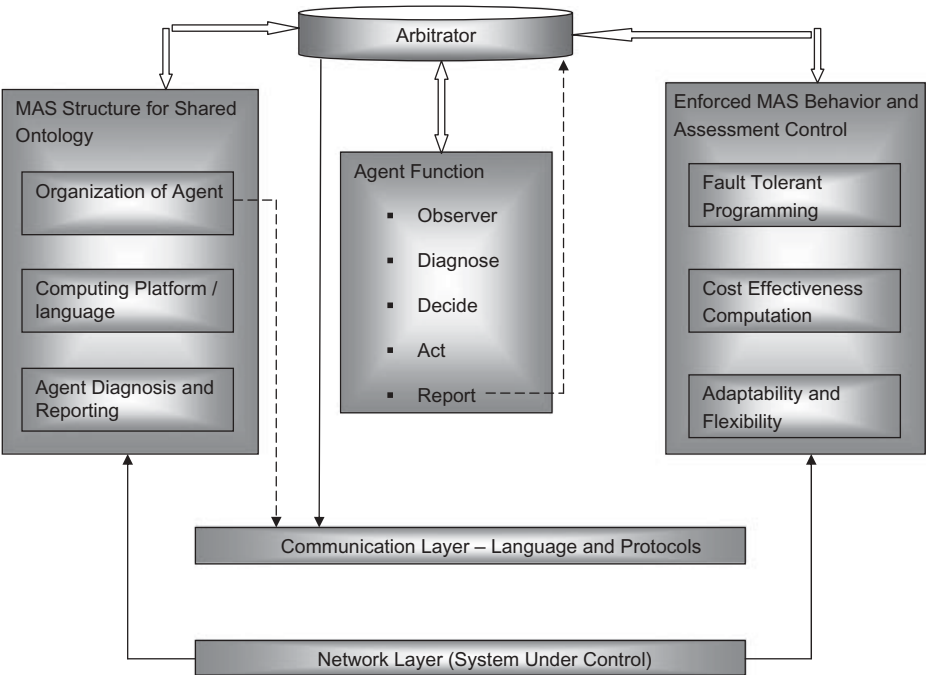 Arbitrator
MAS Structure for Shared
Ontology
Organization of Agent
Computing Platform /
language
Agent Diagnosis and
Reporting
Agent Function
▪ Observer
▪ Diagnose
▪ Decide
▪ Act
▪ Report
Enforced MAS Behavior and
Assessment Control
Fault Tolerant
Programming
Cost Effectiveness
Computation
Adaptability and
Flexibility
Communication Layer – Language and Protocols
Network Layer (System Under Control)